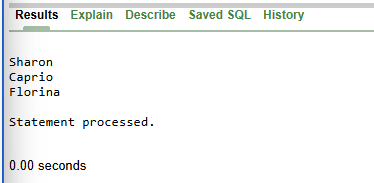 Results Explain Describe Saved SQL History
Sharon
Caprio
Florina
Statement processed.
0.00 seconds